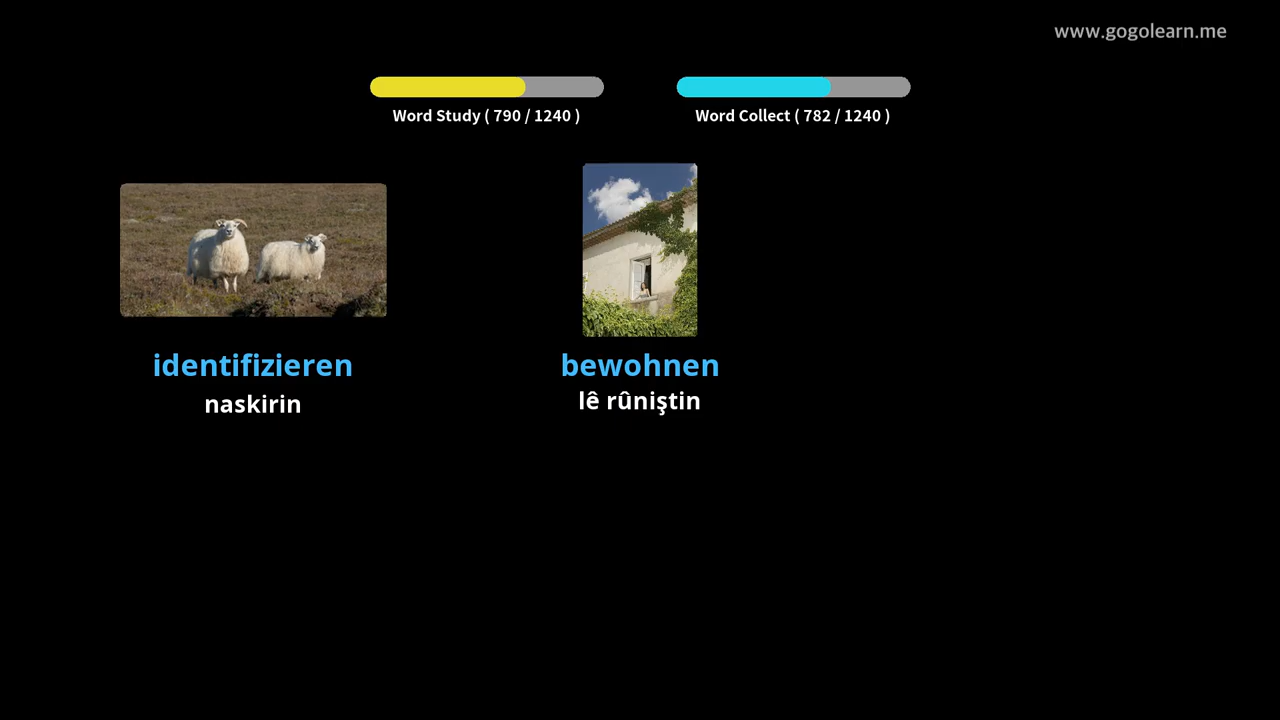 www.gogolearn.me
Word Study ( 790 / 1240 )
Word Collect ( 782 / 1240 )
identifizieren
naskirin
bewohnen
lê rûniştin